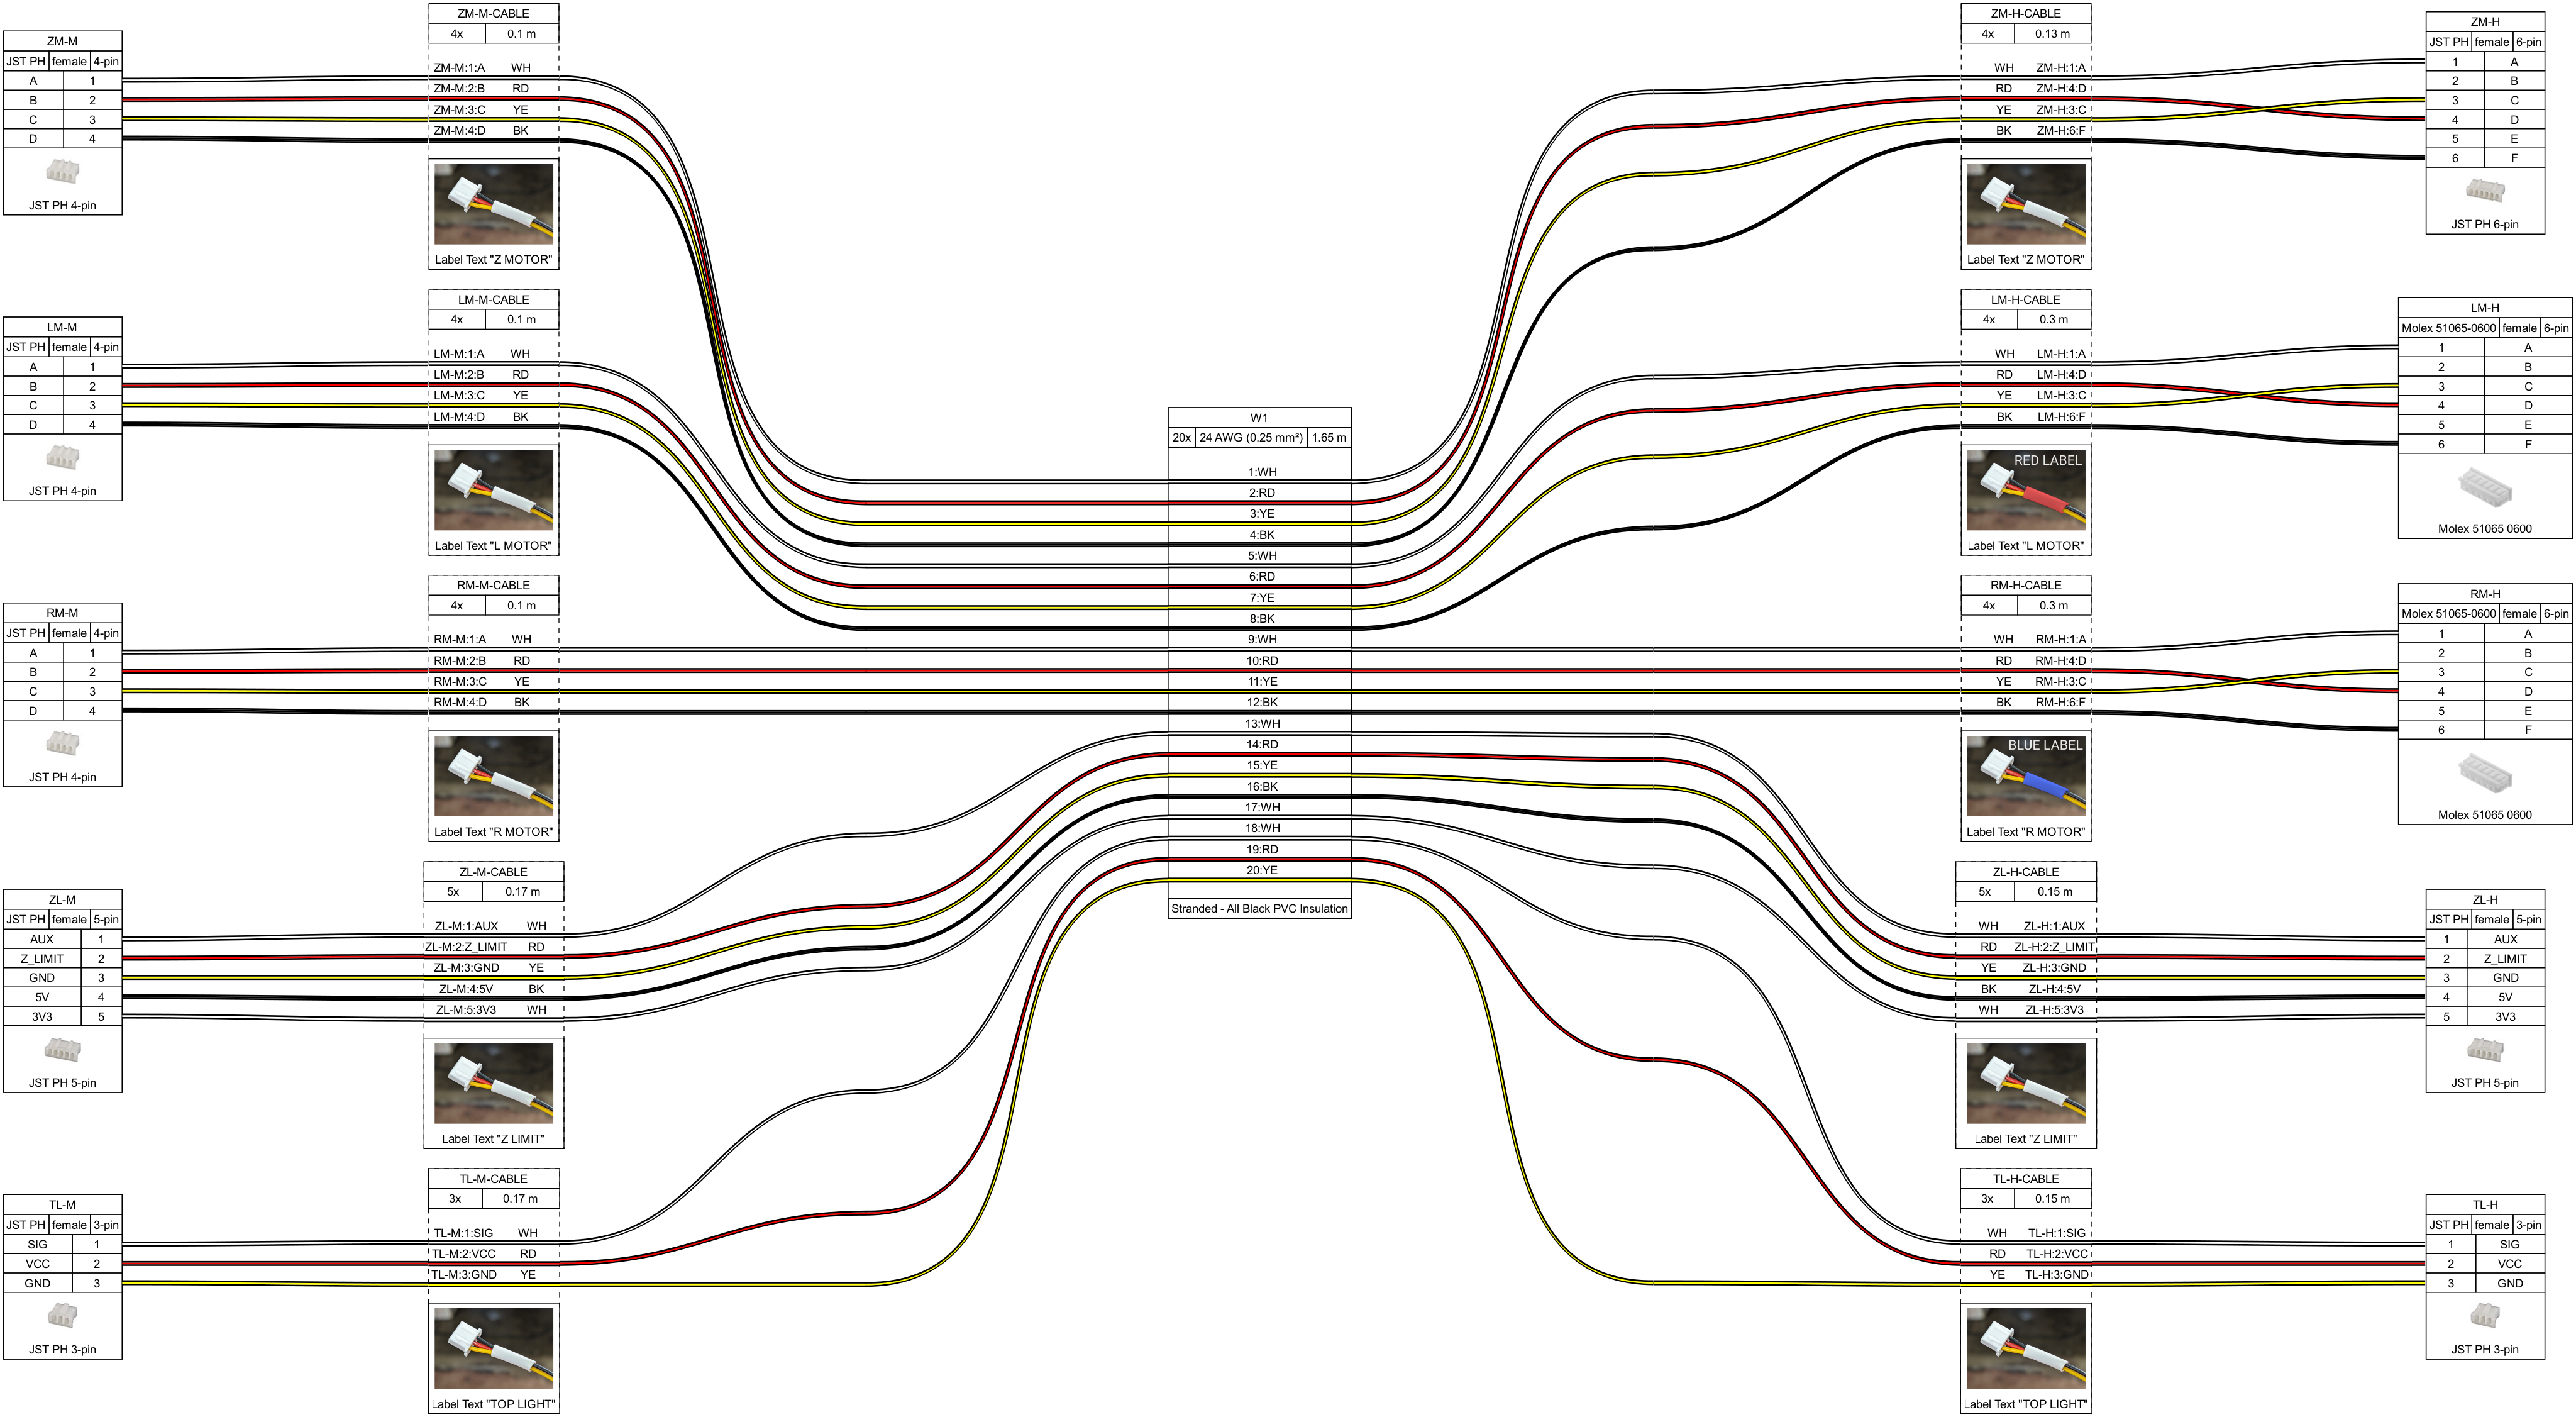 ZM-M
JST PH female 4-pin
A 1
B 2
C 3
D 4
JST PH 4-pin
ZM-M-CABLE
4x 0.1 m
ZM-M:1:A WH
ZM-M:2:B RD
ZM-M:3:C YE
ZM-M:4:D BK
Label Text "Z MOTOR"
ZM-H-CABLE
4x 0.13 m
WH ZM-H:1:A
RD ZM-H:4:D
YE ZM-H:3:C
BK ZM-H:6:F
Label Text "Z MOTOR"
ZM-H
JST PH female 6-pin
1 A
2 B
3 C
4 D
5 E
6 F
JST PH 6-pin
LM-M
JST PH female 4-pin
A 1
B 2
C 3
D 4
JST PH 4-pin
LM-M-CABLE
4x 0.1 m
LM-M:1:A WH
LM-M:2:B RD
LM-M:3:C YE
LM-M:4:D BK
Label Text "L MOTOR"
LM-H-CABLE
4x 0.3 m
WH LM-H:1:A
RD LM-H:4:D
YE LM-H:3:C
BK LM-H:6:F
RED LABEL
Label Text "L MOTOR"
LM-H
Molex 51065-0600 female 6-pin
1 A
2 B
3 C
4 D
5 E
6 F
Molex 51065 0600
W1
20x 24 AWG (0.25 mm²) 1.65 m
1:WH
2:RD
3:YE
4:BK
5:WH
6:RD
7:YE
8:BK
9:WH
10:RD
11:YE
12:BK
13:WH
14:RD
15:YE
16:BK
17:WH
18:WH
19:RD
20:YE
Stranded - All Black PVC Insulation
RM-M
JST PH female 4-pin
A 1
B 2
C 3
D 4
JST PH 4-pin
RM-M-CABLE
4x 0.1 m
RM-M:1:A WH
RM-M:2:B RD
RM-M:3:C YE
RM-M:4:D BK
Label Text "R MOTOR"
RM-H-CABLE
4x 0.3 m
WH RM-H:1:A
RD RM-H:4:D
YE RM-H:3:C
BK RM-H:6:F
BLUE LABEL
Label Text "R MOTOR"
RM-H
Molex 51065-0600 female 6-pin
1 A
2 B
3 C
4 D
5 E
6 F
Molex 51065 0600
ZL-M
JST PH female 5-pin
AUX 1
Z_LIMIT 2
GND 3
5V 4
3V3 5
JST PH 5-pin
ZL-M-CABLE
5x 0.17 m
ZL-M:1:AUX WH
ZL-M:2:Z_LIMIT RD
ZL-M:3:GND YE
ZL-M:4:5V BK
ZL-M:5:3V3 WH
Label Text "Z LIMIT"
ZL-H-CABLE
5x 0.15 m
WH ZL-H:1:AUX
RD ZL-H:2:Z_LIMIT
YE ZL-H:3:GND
BK ZL-H:4:5V
WH ZL-H:5:3V3
Label Text "Z LIMIT"
ZL-H
JST PH female 5-pin
1 AUX
2 Z_LIMIT
3 GND
4 5V
5 3V3
JST PH 5-pin
TL-M
JST PH female 3-pin
SIG 1
VCC 2
GND 3
JST PH 3-pin
TL-M-CABLE
3x 0.17 m
TL-M:1:SIG WH
TL-M:2:VCC RD
TL-M:3:GND YE
Label Text "TOP LIGHT"
TL-H-CABLE
3x 0.15 m
WH TL-H:1:SIG
RD TL-H:2:VCC
YE TL-H:3:GND
Label Text "TOP LIGHT"
TL-H
JST PH female 3-pin
1 SIG
2 VCC
3 GND
JST PH 3-pin